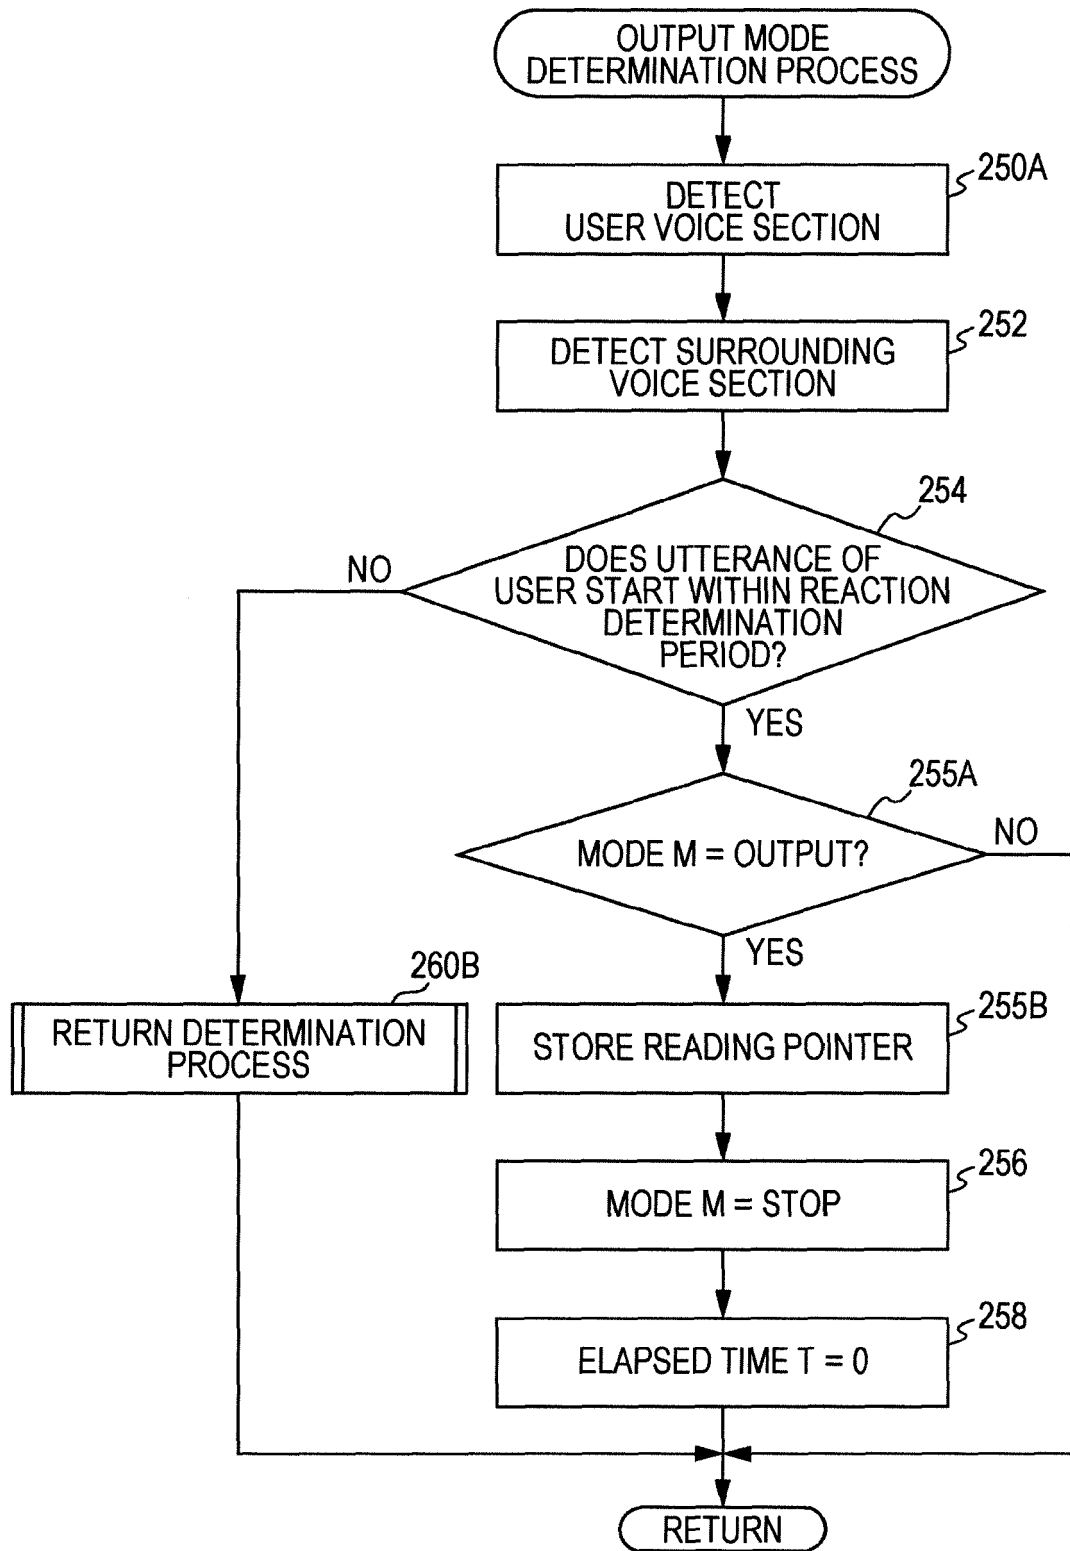 OUTPUT MODE
DETERMINATION PROCESS
250A
DETECT
USER VOICE SECTION
252
DETECT SURROUNDING
VOICE SECTION
254
DOES UTTERANCE OF
USER START WITHIN REACTION
DETERMINATION
PERIOD?
NO
YES
255A
MODE M = OUTPUT?
NO
YES
260B
RETURN DETERMINATION
PROCESS
255B
STORE READING POINTER
256
MODE M = STOP
258
ELAPSED TIME T = 0
RETURN